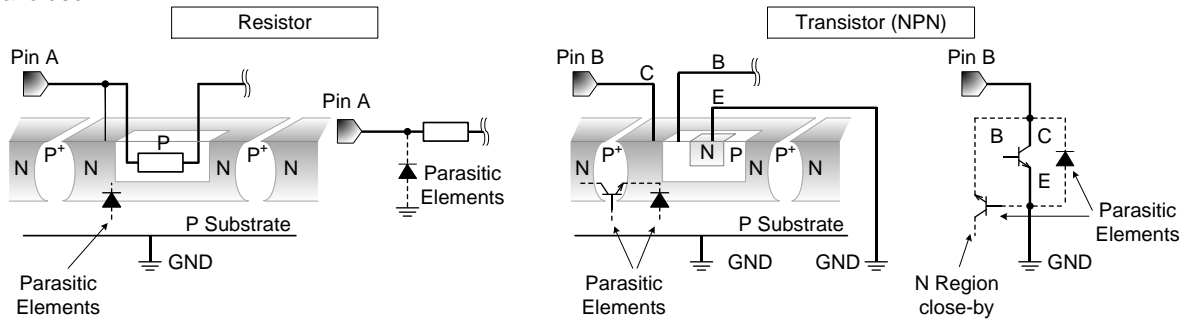 Resistor
Transistor (NPN)
Pin A
Pin B
Pin B
C
B
E
Pin A
B
C
E
N
P+
N
P
P+
N
N
P+
N
N
P
P+
N
Parasitic
Elements
Parasitic
Elements
P Substrate
P Substrate
GND
GND
GND
GND
Parasitic
Elements
Parasitic
Elements
N Region
close-by